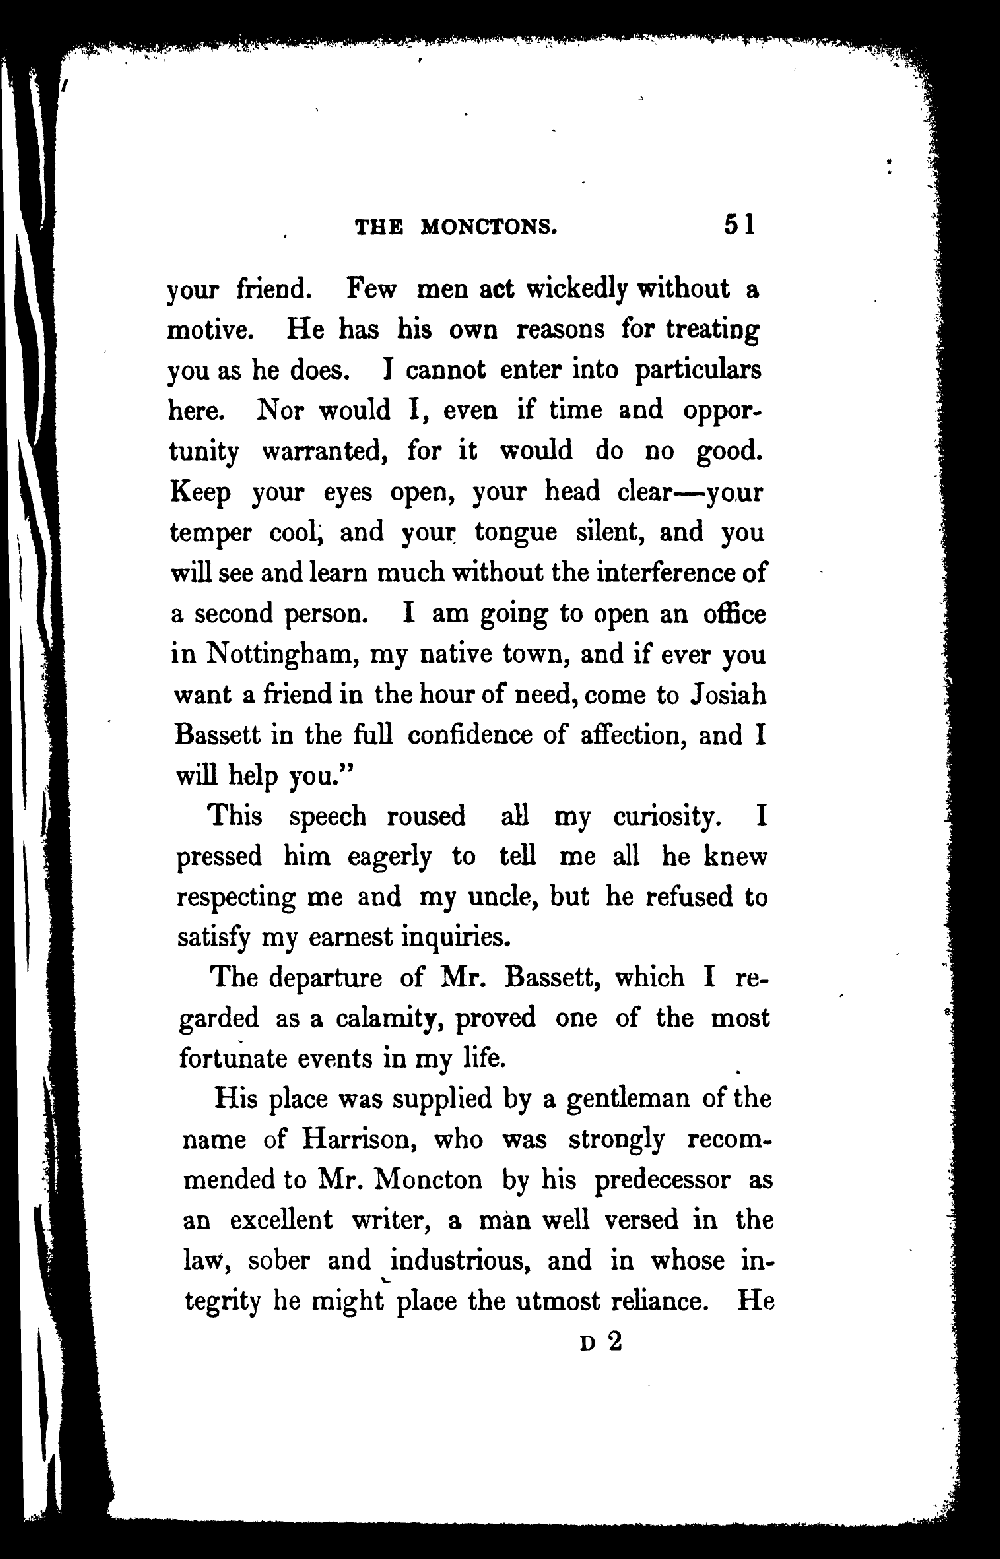 THE MONCTONS. 51
your friend. Few men act wickedly without a
motive. He has his own reasons for treating
you as he does. I cannot enter into particulars
here. Nor would I, even if time and oppor-
tunity warranted, for it would do no good.
Keep your eyes open, your head clear—your
temper cool, and your tongue silent, and you
will see and learn much without the interference of
a second person. I am going to open an office
in Nottingham, my native town, and if ever you
want a friend in the hour of need, come to Josiah
Bassett in the full confidence of affection, and I
will help you.”
This speech roused all my curiosity. I
pressed him eagerly to tell me all he knew
respecting me and my uncle, but he refused to
satisfy my earnest inquiries.
The departure of Mr. Bassett, which I re-
garded as a calamity, proved one of the most
fortunate events in my life.
His place was supplied by a gentleman of the
name of Harrison, who was strongly recom-
mended to Mr. Moncton by his predecessor as
an excellent writer, a man well versed in the
law, sober and industrious, and in whose in-
tegrity he might place the utmost reliance. He
D 2